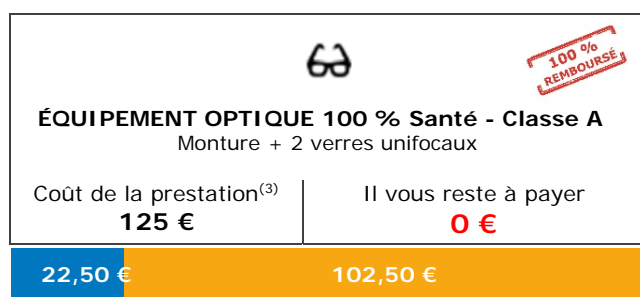 100 %
REMBOURSÉ
ÉQUIPEMENT OPTIQUE 100 % Santé - Classe A
Monture + 2 verres unifocaux
Coût de la prestation(3)
125 €
Il vous reste à payer
0 €
22,50 €
102,50 €